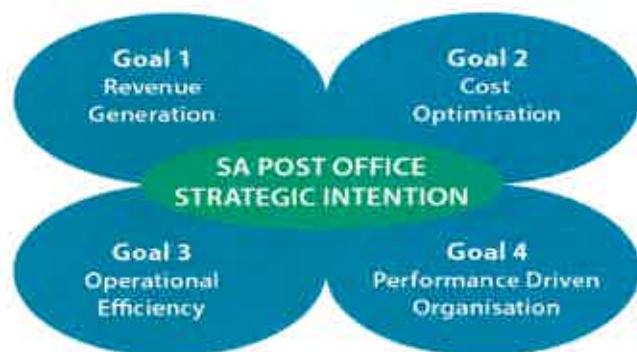 Goal 1
Revenue
Generation
Goal 2
Cost
Optimisation
SA POST OFFICE
STRATEGIC INTENTION
Goal 3
Operational
Efficiency
Goal 4
Performance Driven
Organisation